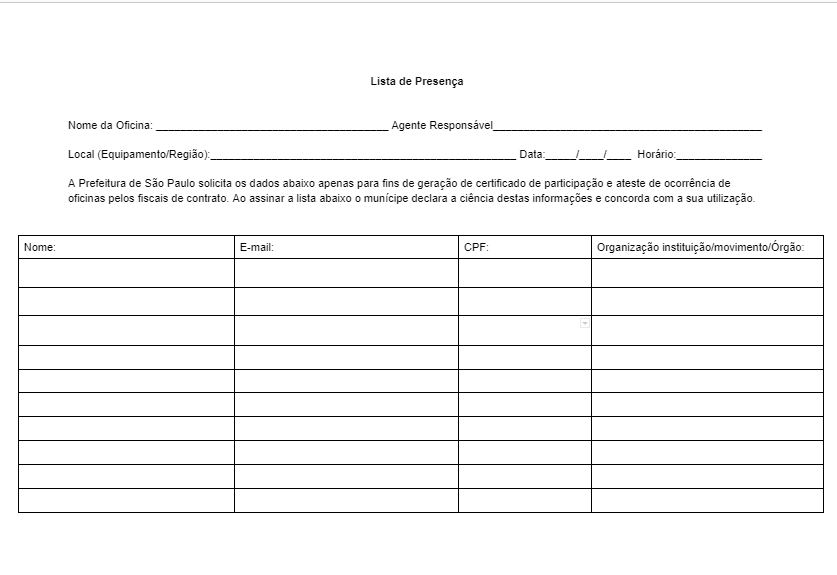 Lista de Presença
Nome da Oficina: ______________________________________ Agente Responsável____________________________________________
Local (Equipamento/Região):__________________________________________________ Data:_____/____/____ Horário:______________
A Prefeitura de São Paulo solicita os dados abaixo apenas para fins de geração de certificado de participação e ateste de ocorrência de
oficinas pelos fiscais de contrato. Ao assinar a lista abaixo o munícipe declara a ciência destas informações e concorda com a sua utilização.
Nome: E-mail: CPF: Organização instituição/movimento/Órgão: